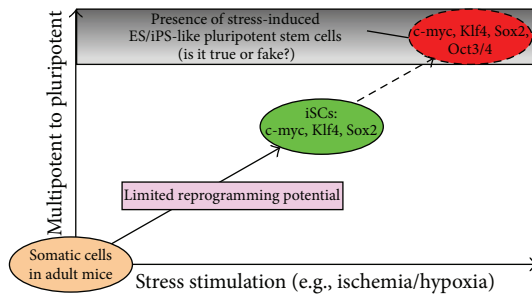 Multipotent to pluripotent
Presence of stress-induced
ES/iPS-like pluripotent stem cells
(is it true or fake?)
c-myc, Klf4, Sox2,
Oct3/4
iSCs:
c-myc, Klf4, Sox2
Limited reprogramming potential
Somatic cells
in adult mice
Stress stimulation (e.g., ischemia/hypoxia)